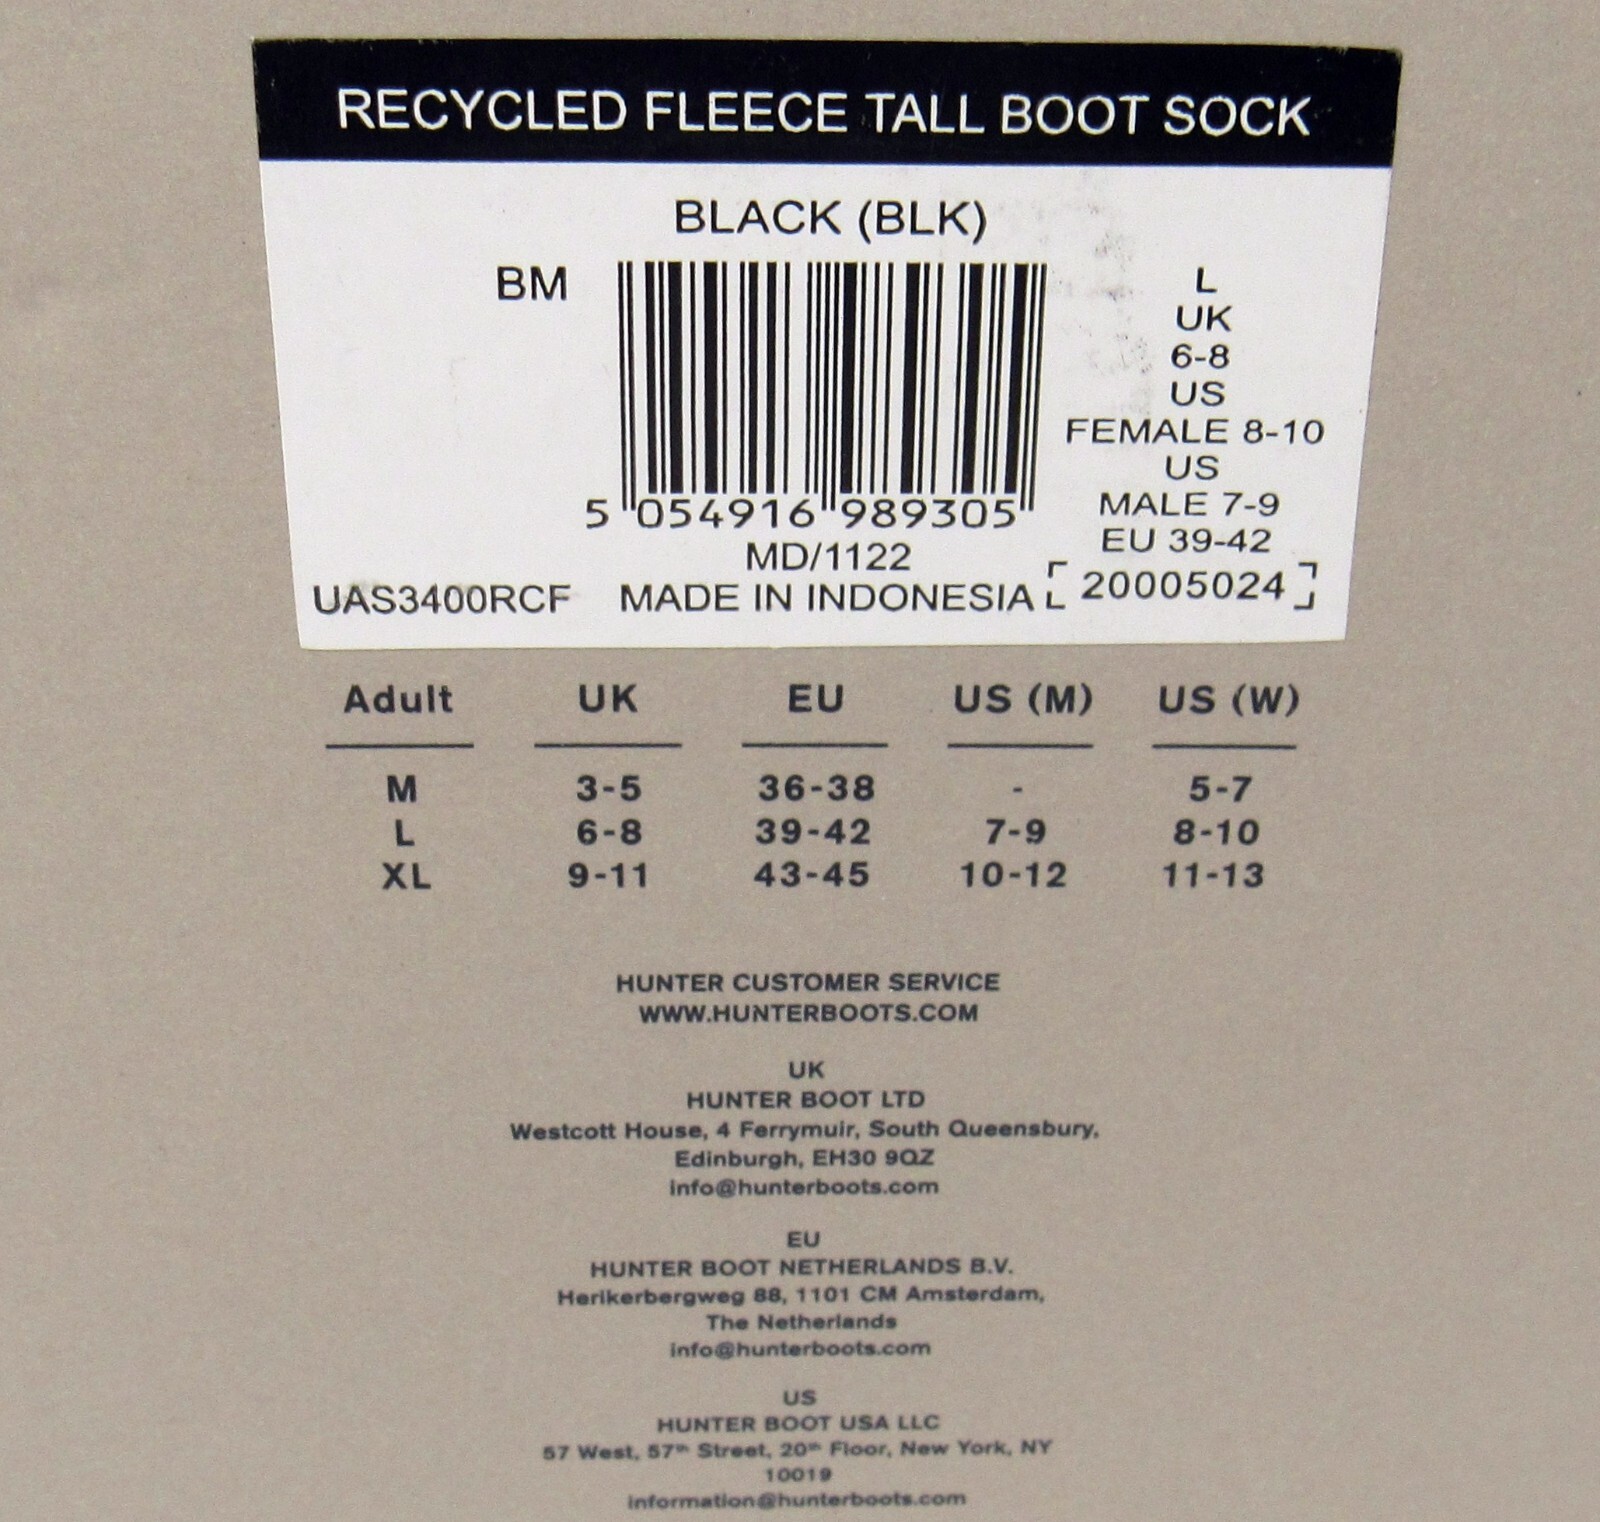 RECYCLED FLEECE TALL BOOT SOCK
BLACK (BLK)
BM
L
UK
6-8
US
FEMALE 8-10
US
MALE 7-9
EU 39-42
5 054916 989305
MD/1122
UAS3400RCF MADE IN INDONESIA 20005024
Adult UK EU US (M) US (W)
M 3-5 36-38 - 5-7
L 6-8 39-42 7-9 8-10
XL 9-11 43-45 10-12 11-13
HUNTER CUSTOMER SERVICE
WWW.HUNTERBOOTS.COM
UK
HUNTER BOOT LTD
Westcott House, 4 Ferrymuir, South Queensbury,
Edinburgh, EH30 9QZ
info@hunterboots.com
EU
HUNTER BOOT NETHERLANDS B.V.
Herikerbergweg 88, 1101 CM Amsterdam,
The Netherlands
info@hunterboots.com
US
HUNTER BOOT USA LLC
57 West, 57th Street, 20th Floor, New York, NY
10019
information@hunterboots.com